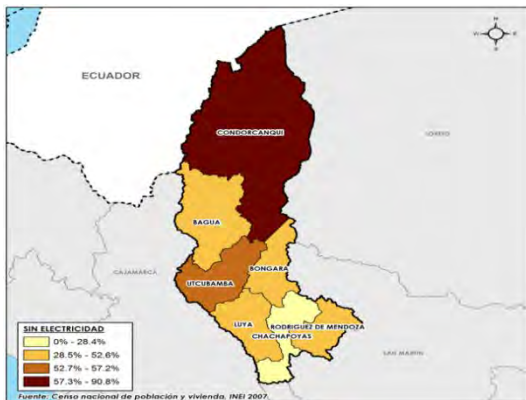 N
W
E
S
ECUADOR
LORETO
CONDORCANQUI
BAGUA
CAJAMARCA
BONGARA
UTCUBAMBA
LUYA
RODRIGUEZ DE MENDOZA
CHACHAPOYAS
SAN MARTIN
SIN ELECTRICIDAD
0% - 28.4%
28.5% - 52.6%
52.7% - 57.2%
57.3% - 90.8%
Fuente: Censo nacional de población y vivienda, INEI 2007.